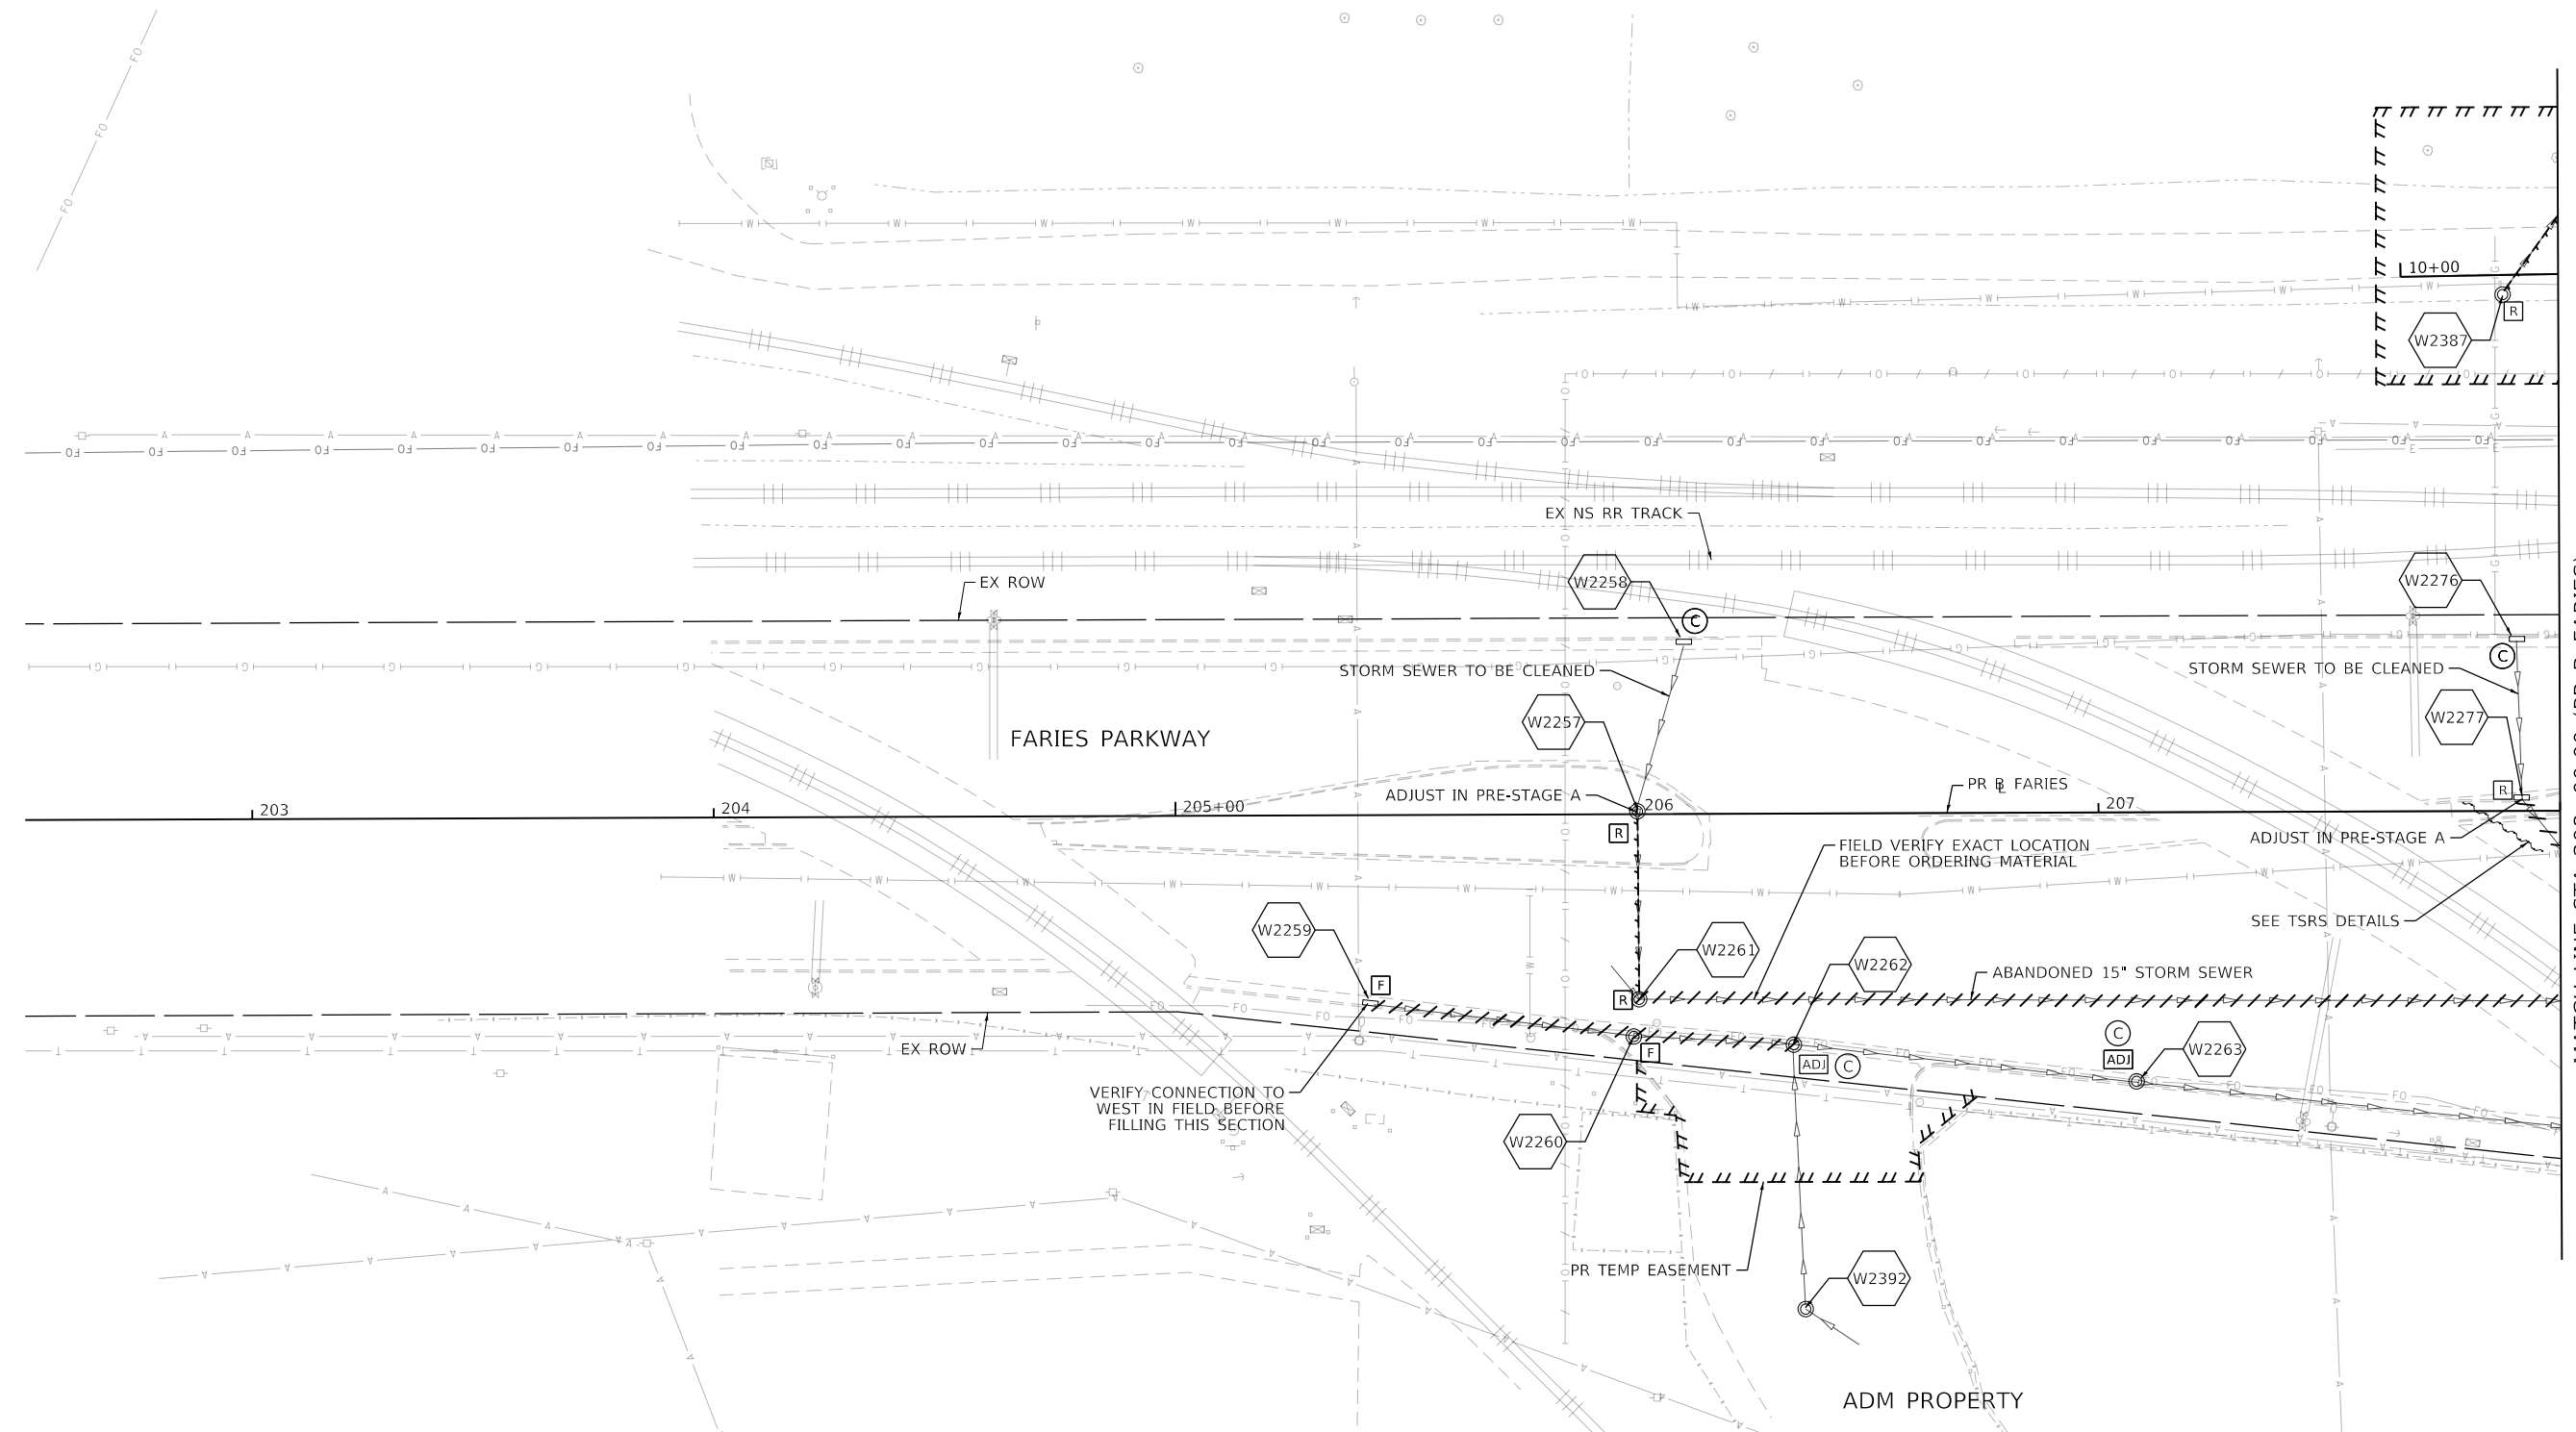 10+00
R
W2387
EX NS RR TRACK
W2258
C
EX ROW
W2276
C
STORM SEWER TO BE CLEANED
STORM SEWER TO BE CLEANED
W2257
W2277
FARIES PARKWAY
ADJUST IN PRE-STAGE A
PR ȵ FARIES
R
203
204
205+00
206
207
R
ADJUST IN PRE-STAGE A
FIELD VERIFY EXACT LOCATION
BEFORE ORDERING MATERIAL
SEE TSRS DETAILS
W2259
F
W2261
R
W2262
ABANDONED 15" STORM SEWER
EX ROW
F
ADJ
C
C
ADJ
W2263
VERIFY CONNECTION TO
WEST IN FIELD BEFORE
FILLING THIS SECTION
W2260
PR TEMP EASEMENT
W2392
ADM PROPERTY